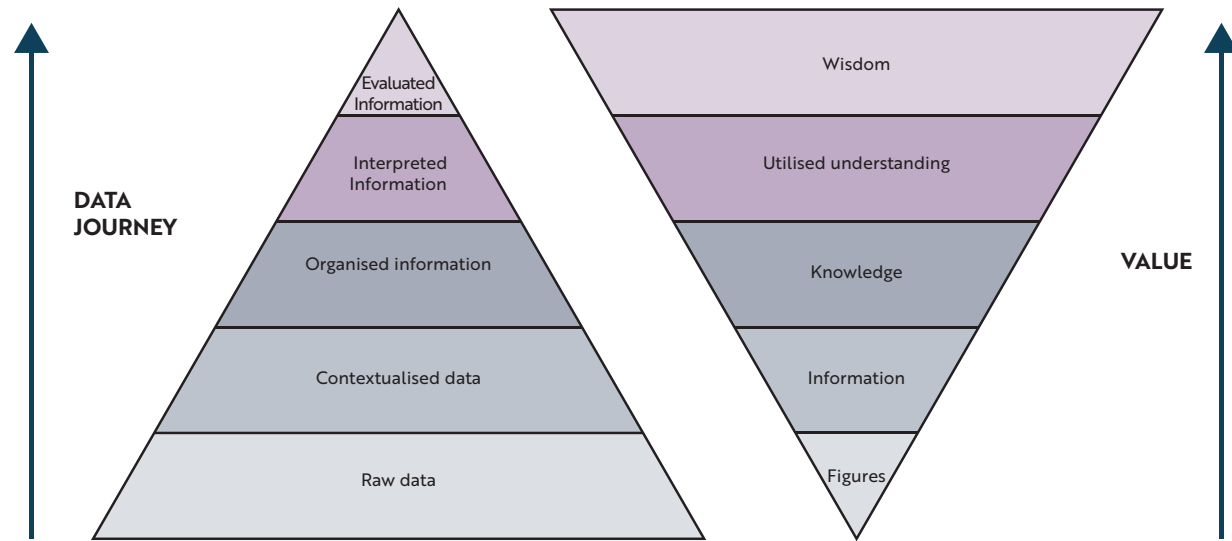 DATA
JOURNEY
Evaluated
Information
Interpreted
Information
Organised information
Contextualised data
Raw data
Wisdom
Utilised understanding
Knowledge
Information
Figures
VALUE